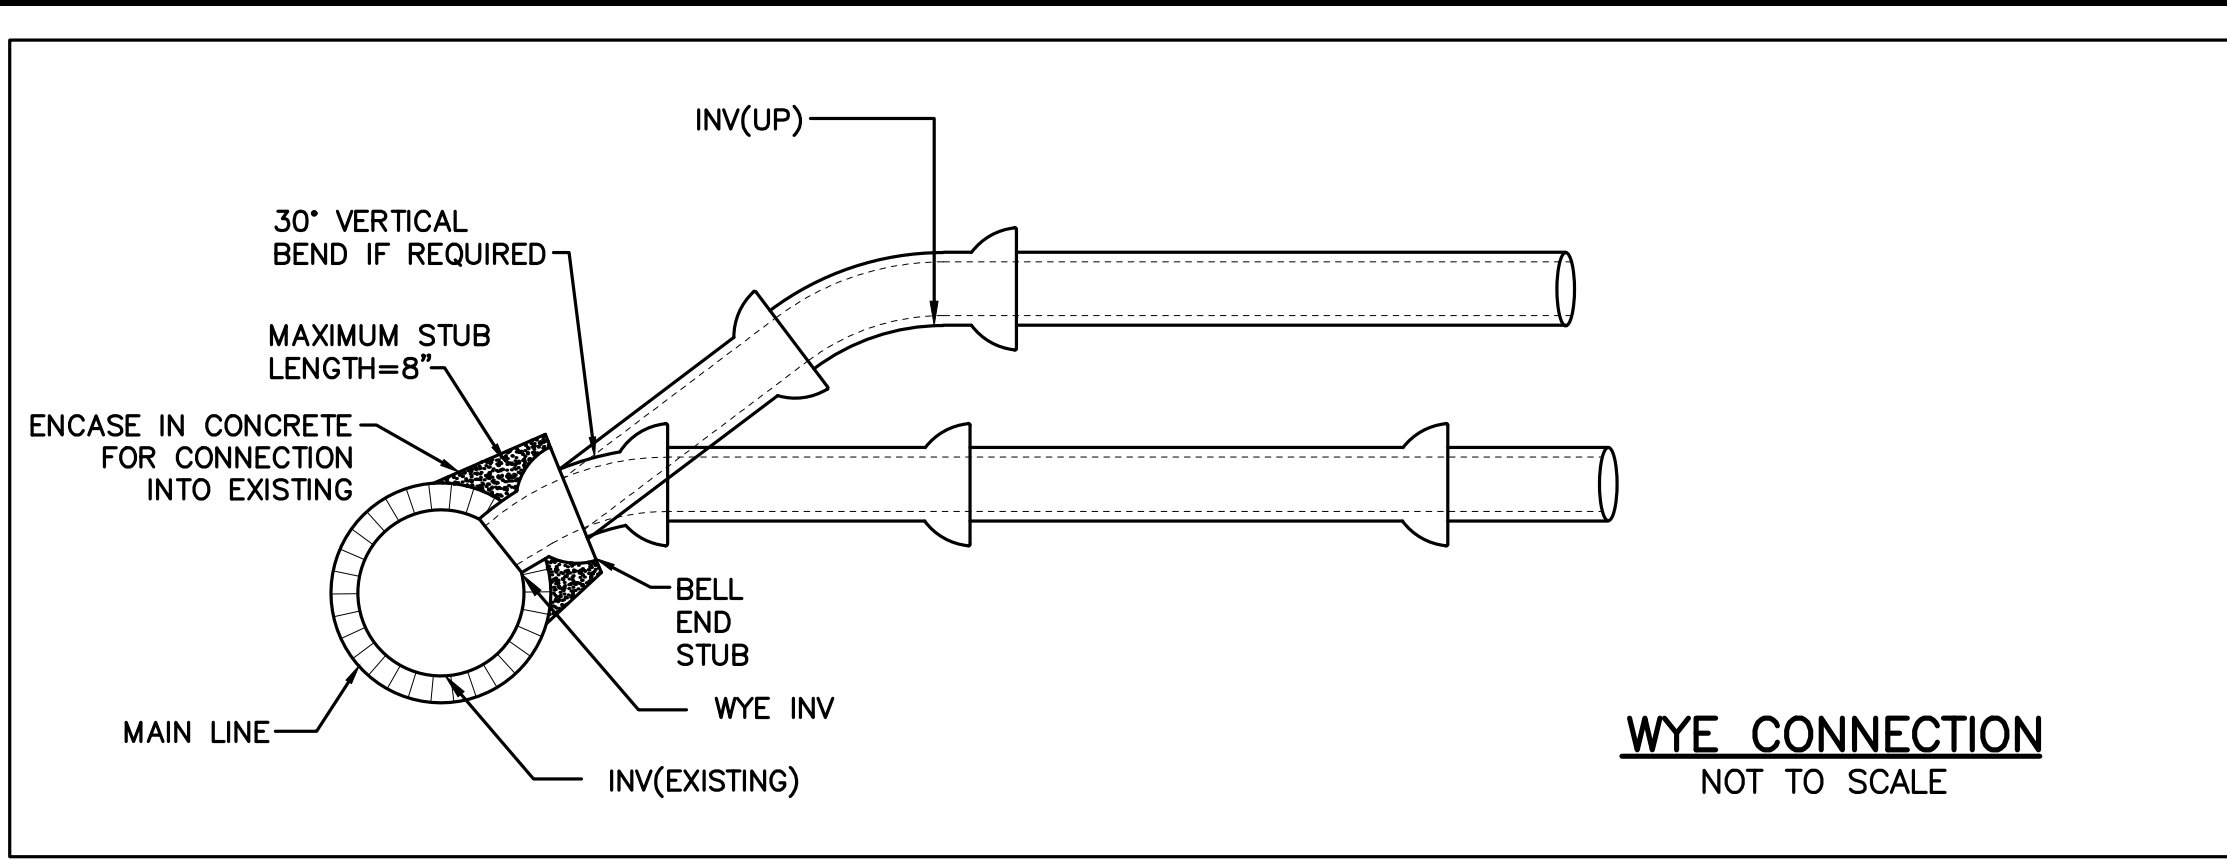 INV(UP)
30° VERTICAL
BEND IF REQUIRED
MAXIMUM STUB
LENGTH=8"
ENCASE IN CONCRETE
FOR CONNECTION
INTO EXISTING
BELL
END
STUB
WYE INV
MAIN LINE
INV(EXISTING)
WYE CONNECTION
NOT TO SCALE